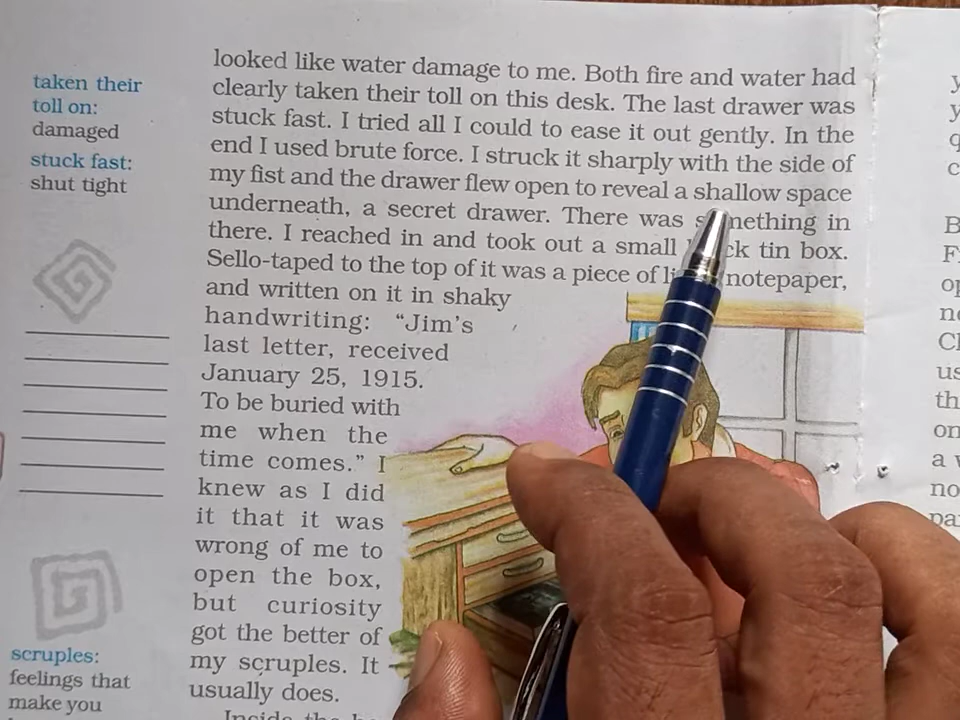 taken their
toll on:
damaged
stuck fast:
shut tight
scruples:
feelings that
make you
looked like water damage to me. Both fire and water had
clearly taken their toll on this desk. The last drawer was
stuck fast. I tried all I could to ease it out gently. In the
end I used brute force. I struck it sharply with the side of
my fist and the drawer flew open to reveal a shallow space
underneath, a secret drawer. There was something in
there. I reached in and took out a small tin box.
Sello-taped to the top of it was a piece of notepaper,
and written on it in shaky
handwriting: “Jim’s
last letter, received
January 25, 1915.
To be buried with
me when the
time comes.” I
knew as I did
it that it was
wrong of me to
open the box,
but curiosity
got the better of
my scruples. It
usually does.
Inside the